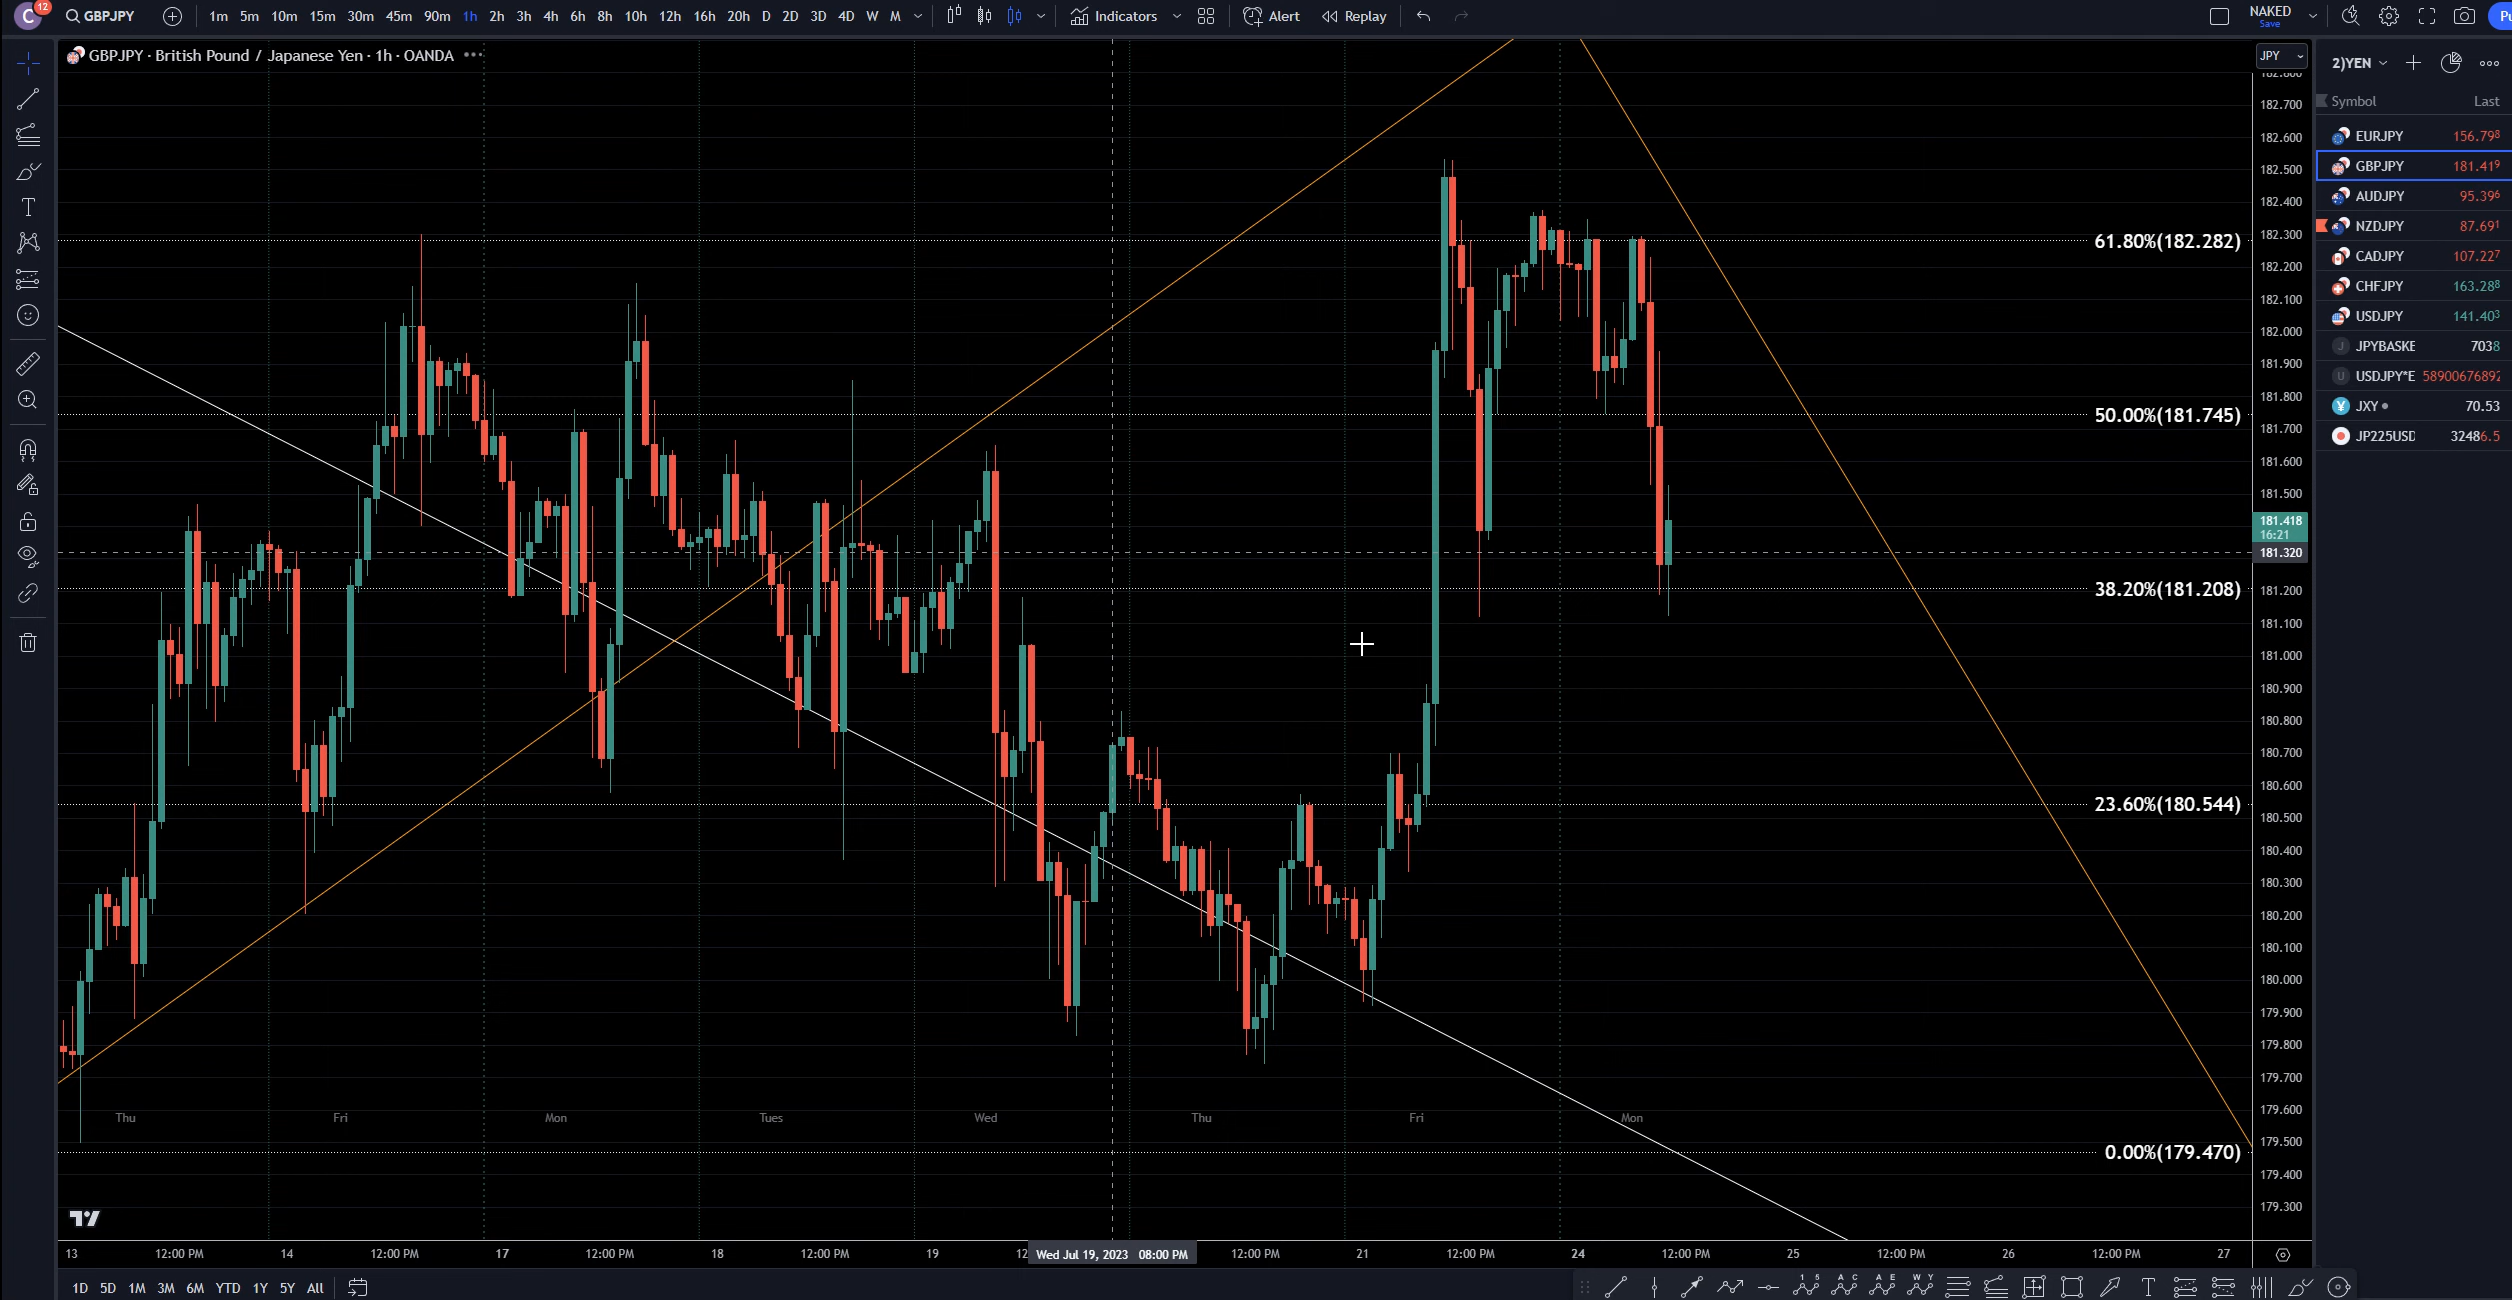 C 12 GBPJPY 1m 5m 10m 15m 30m 45m 90m 1h 2h 3h 4h 6h 8h 10h 12h 16h 20h D 2D 3D 4D W M Indicators Alert Replay NAKED
Save
GBPJPY · British Pound / Japanese Yen · 1h · OANDA
JPY
2)YEN
Symbol Last
EURJPY 156.798
GBPJPY 181.419
AUDJPY 95.396
NZDJPY 87.691
CADJPY 107.227
CHFJPY 163.288
USDJPY 141.403
JPYBASKE 7038
USDJPY*E 58900676892
JXY 70.53
JP225USD 32486.5
182.800
182.700
182.600
182.500
182.400
182.300
182.200
182.100
182.000
181.900
181.800
181.700
181.600
181.500
181.418
16:21
181.320
181.200
181.100
181.000
180.900
180.800
180.700
180.600
180.500
180.400
180.300
180.200
180.100
180.000
179.900
179.800
179.700
179.600
179.500
179.400
179.300
61.80%(182.282)
50.00%(181.745)
38.20%(181.208)
23.60%(180.544)
0.00%(179.470)
Thu Fri Mon Tues Wed Thu Fri Mon
13 12:00 PM 14 12:00 PM 17 12:00 PM 18 12:00 PM 19 12 Wed Jul 19, 2023 08:00 PM 12:00 PM 21 12:00 PM 24 12:00 PM 25 12:00 PM 26 12:00 PM 27
1D 5D 1M 3M 6M YTD 1Y 5Y All